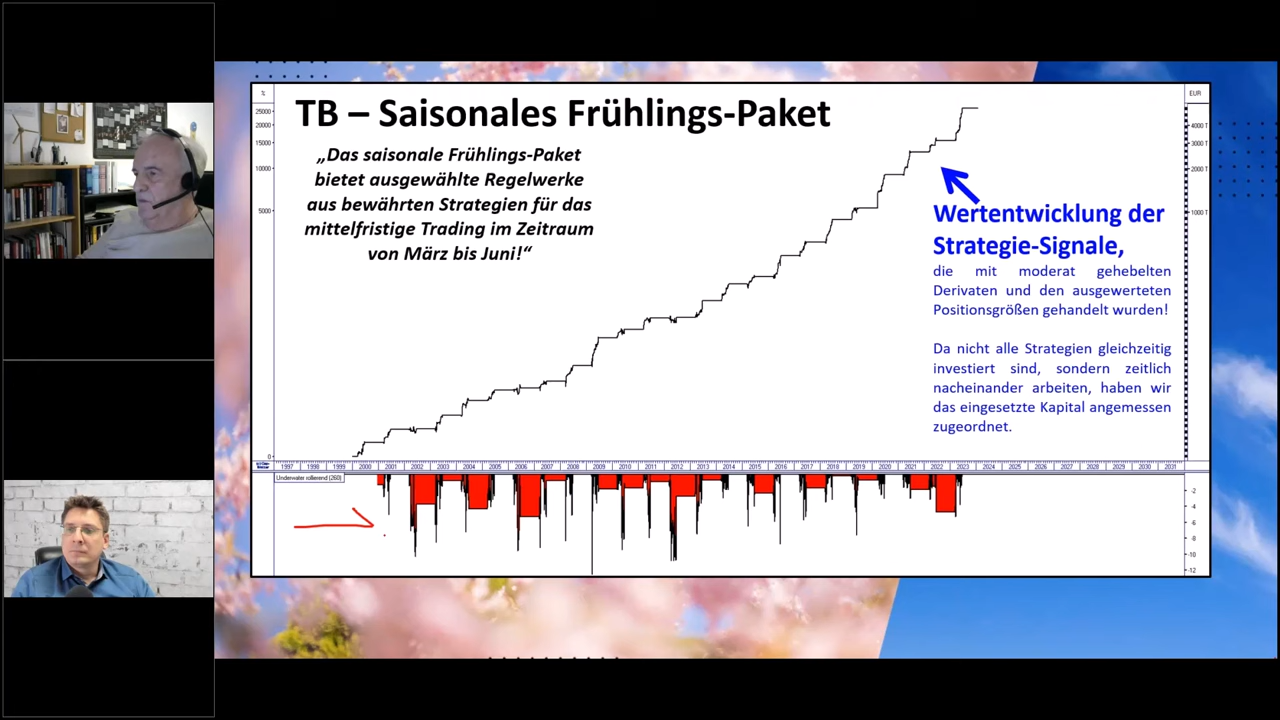 TB – Saisonales Frühlings-Paket
„Das saisonale Frühlings-Paket
bietet ausgewählte Regelwerke
aus bewährten Strategien für das
mittelfristige Trading im Zeitraum
von März bis Juni!“
Wertentwicklung der
Strategie-Signale,
die mit moderat gehebelten
Derivaten und den ausgewerteten
Positionsgrößen gehandelt wurden!
Da nicht alle Strategien gleichzeitig
investiert sind, sondern zeitlich
nacheinander arbeiten, haben wir
das eingesetzte Kapital angemessen
zugeordnet.
%
25000
20000
15000
10000
5000
0
EUR
4000 T
3000 T
2000 T
1000 T
1997 1998 1999 2000 2001 2002 2003 2004 2005 2006 2007 2008 2009 2010 2011 2012 2013 2014 2015 2016 2017 2018 2019 2020 2021 2022 2023 2024 2025 2026 2027 2028 2029 2030 2031
Underwater rollierend (260)
-2
-4
-6
-8
-10
-12